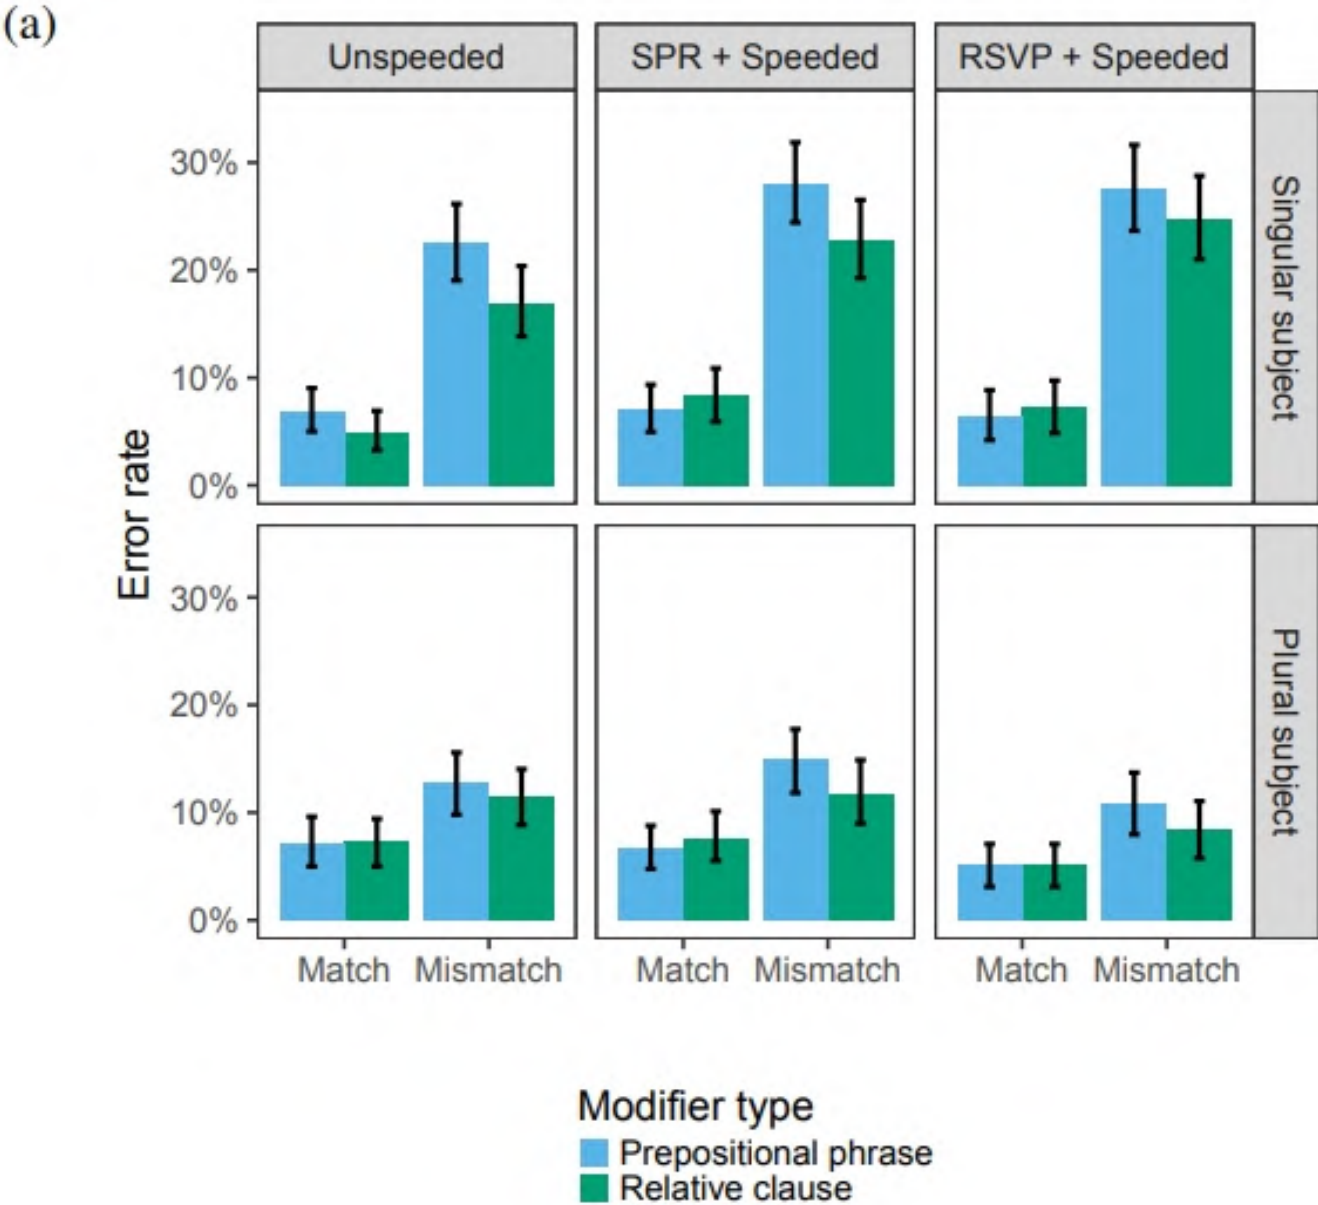 (a)
Unspeeded
SPR + Speeded
RSVP + Speeded
Error rate
30%
20%
10%
0%
Singular subject
30%
20%
10%
0%
Plural subject
Match Mismatch
Match Mismatch
Match Mismatch
Modifier type
Prepositional phrase
Relative clause